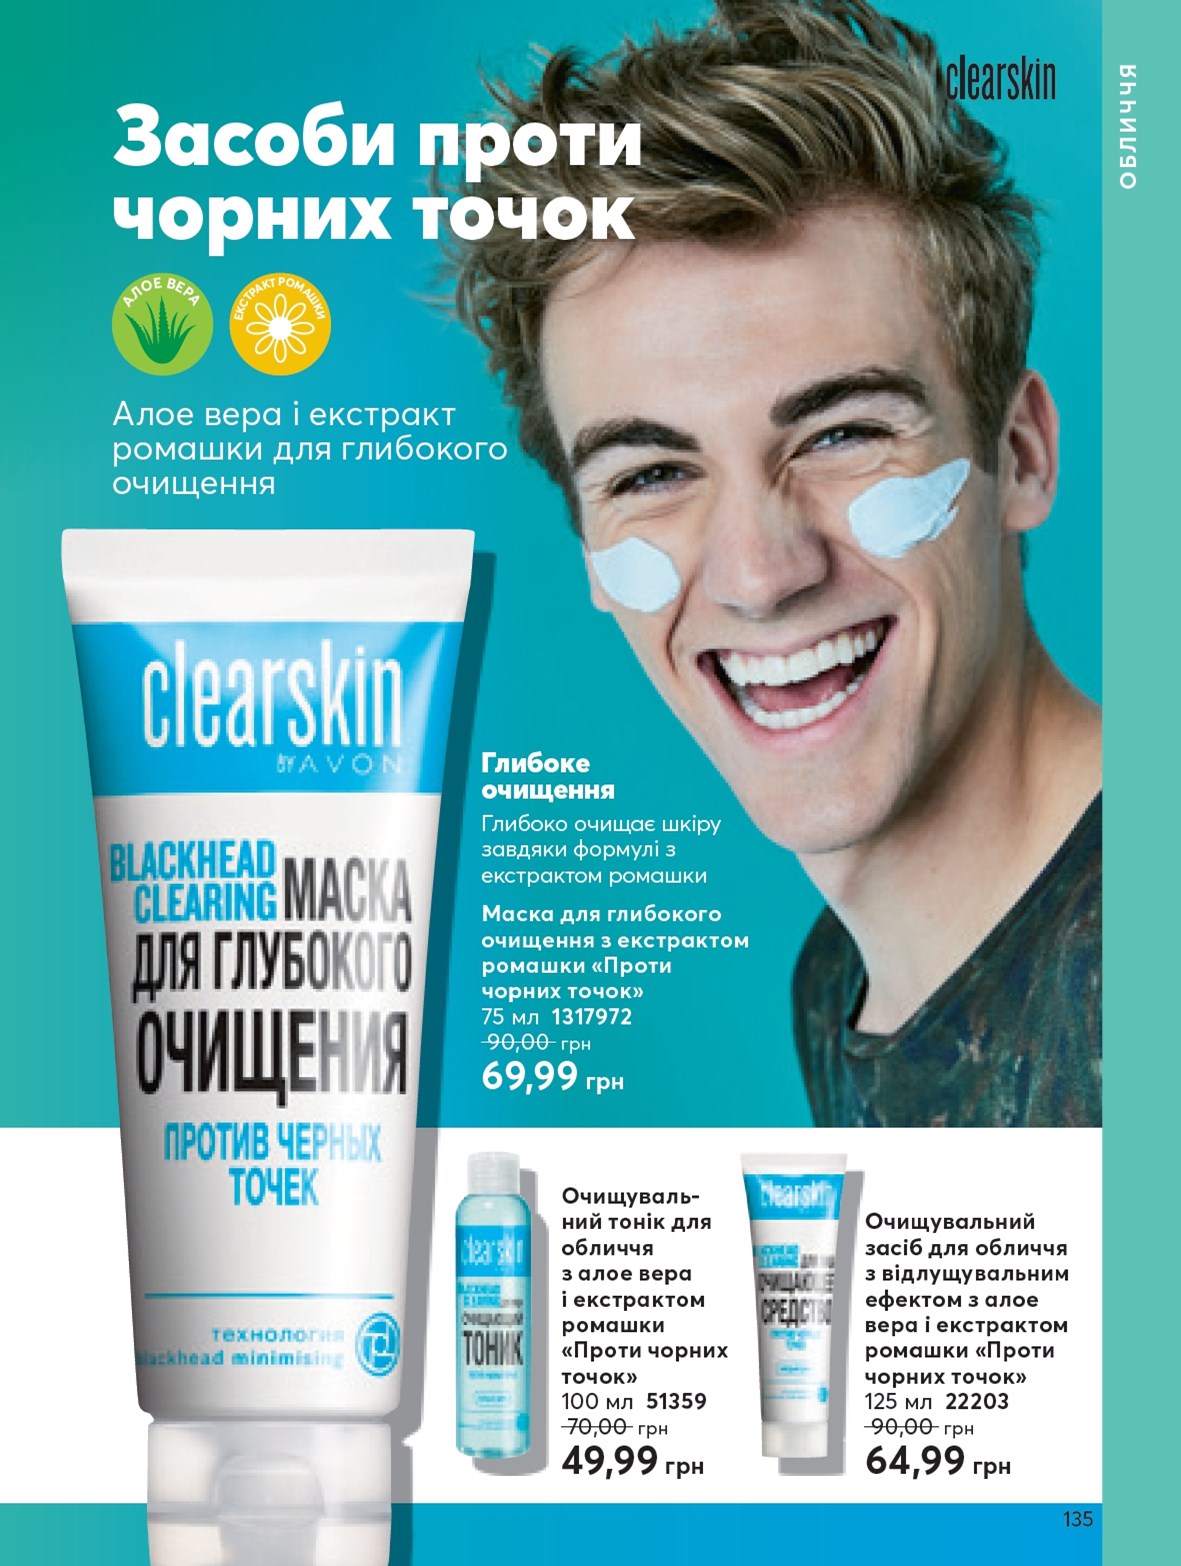 clearskin
ОБЛИЧЧЯ
Засоби проти
чорних точок
АЛОЕ ВЕРА
ЕКСТРАКТ РОМАШКИ
Алое вера і екстракт
ромашки для глибокого
очищення
clearskin
BY AVON
BLACKHEAD
CLEARING МАСКА
ДЛЯ ГЛУБОКОГО
ОЧИЩЕНИЯ
ПРОТИВ ЧЕРНЫХ
ТОЧЕК
технология
blackhead minimising
Глибоке
очищення
Глибоко очищає шкіру
завдяки формулі з
екстрактом ромашки
Маска для глибокого
очищення з екстрактом
ромашки «Проти
чорних точок»
75 мл 1317972
90,00 грн
69,99 грн
clearskin
BLACKHEAD
CLEARING
ОЧИЩАЮЩИЙ
ТОНИК
Очищуваль-
ний тонік для
обличчя
з алое вера
і екстрактом
ромашки
«Проти чорних
точок»
100 мл 51359
70,00 грн
49,99 грн
clearskin
BLACKHEAD
CLEARING
ОЧИЩАЮЩЕЕ
СРЕДСТВО
Очищувальний
засіб для обличчя
з відлущувальним
ефектом з алое
вера і екстрактом
ромашки «Проти
чорних точок»
125 мл 22203
90,00 грн
64,99 грн
135